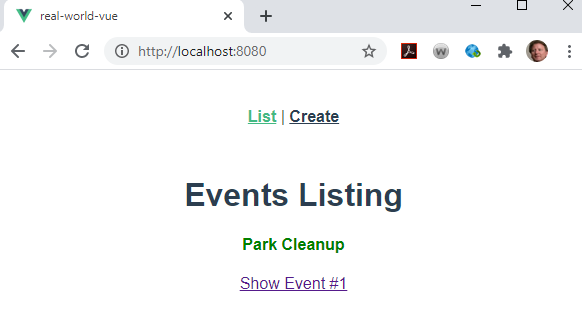 real-world-vue
http://localhost:8080
List | Create
Events Listing
Park Cleanup
Show Event #1